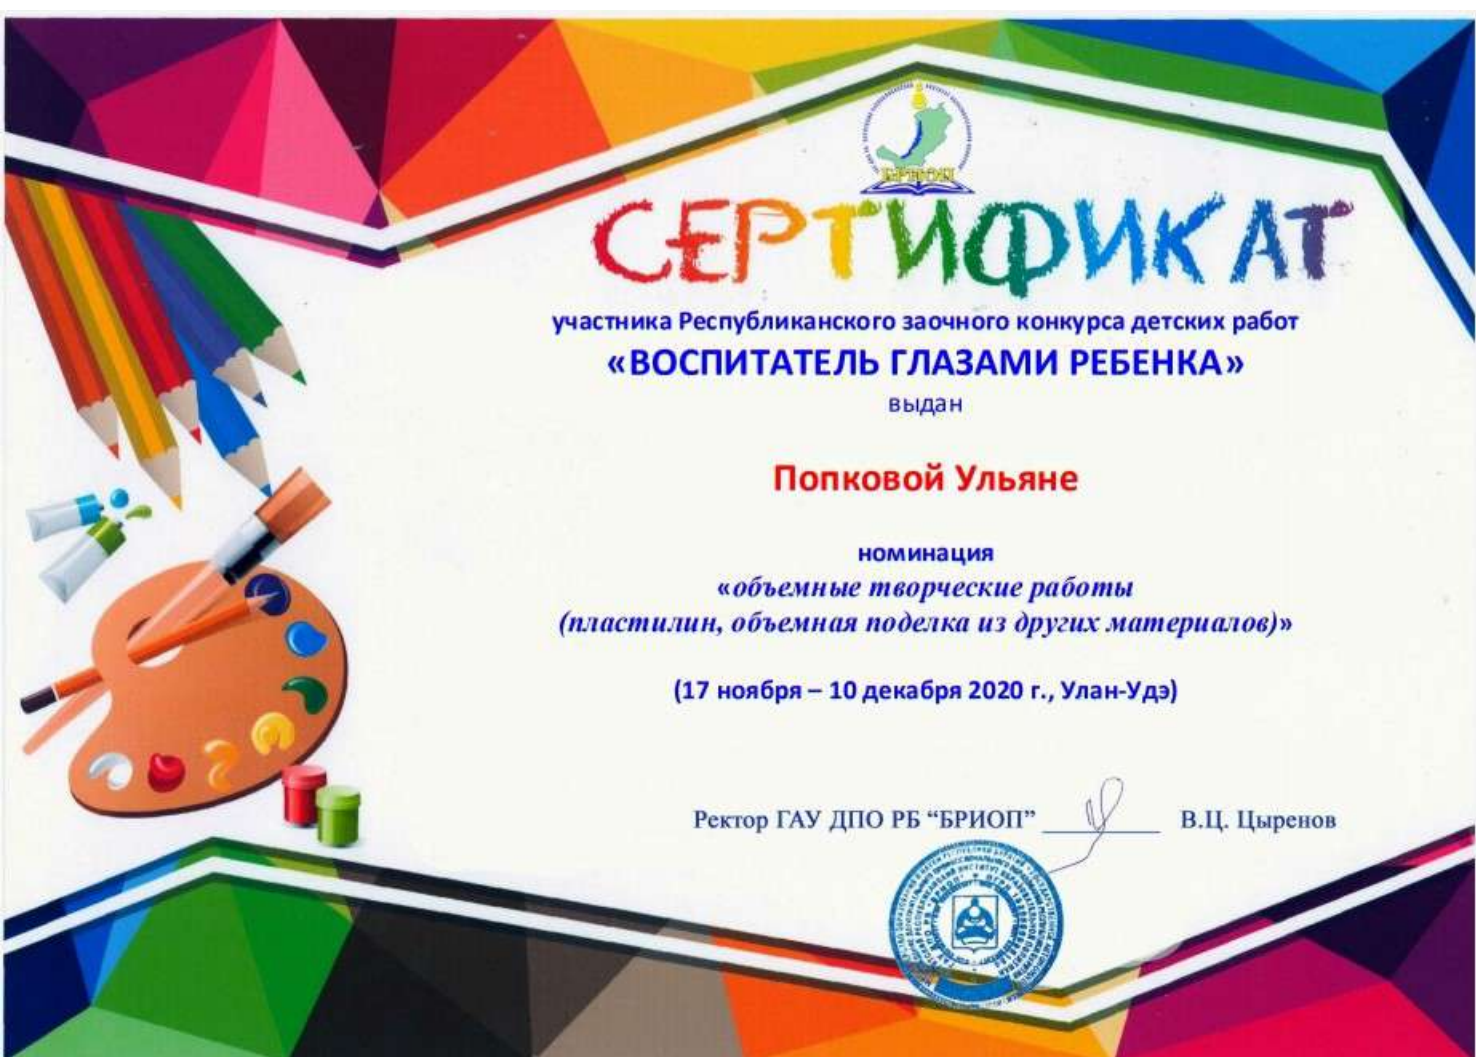 БРИОП
СЕРТИФИКАТ
участника Республиканского заочного конкурса детских работ
«ВОСПИТАТЕЛЬ ГЛАЗАМИ РЕБЕНКА»
выдан
Попковой Ульяне
номинация
«объемные творческие работы
(пластилин, объемная поделка из других материалов)»
(17 ноября – 10 декабря 2020 г., Улан-Удэ)
Ректор ГАУ ДПО РБ “БРИОП” В.Ц. Цыренов